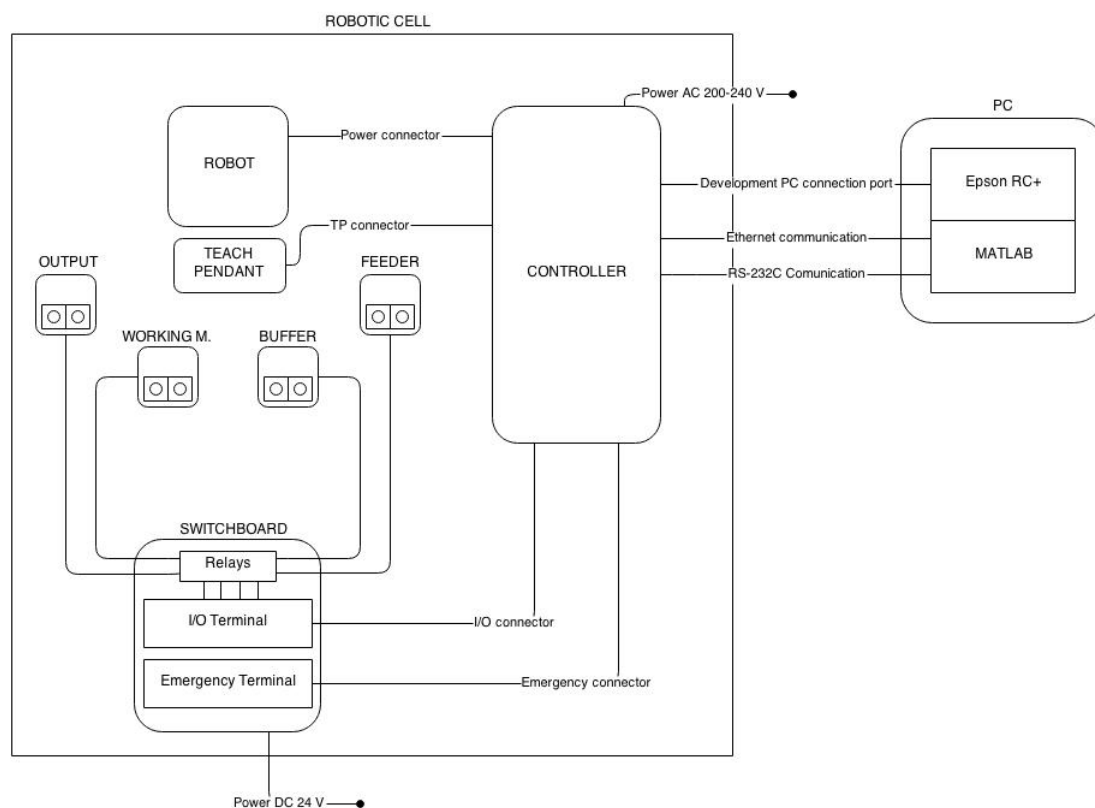 ROBOTIC CELL
Power AC 200-240 V
PC
Power connector
ROBOT
Development PC connection port
Epson RC+
TP connector
Ethernet communication
TEACH
PENDANT
OUTPUT
FEEDER
CONTROLLER
MATLAB
RS-232C Comunication
WORKING M.
BUFFER
SWITCHBOARD
Relays
I/O Terminal
I/O connector
Emergency Terminal
Emergency connector
Power DC 24 V